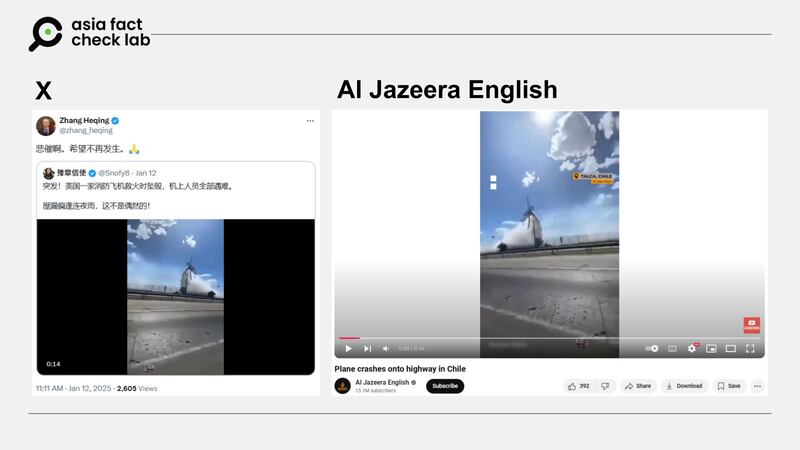 asia fact
check lab
X
Al Jazeera English
Zhang Heqing
@zhang_heqing
悲催啊。希望不再发生。🙏
豫章信使 @Snofy8 · Jan 12
突发！美国一家消防飞机救火时坠毁，机上人员全部遇难。
屋漏偏逢连夜雨，这不是偶然的！
0:14
11:11 AM · Jan 12, 2025 · 2,605 Views
TALCA, CHILE
SUBSCRIBE
0:00 / 0:16
Plane crashes onto highway in Chile
Al Jazeera English
15.1M subscribers
Subscribe
392
Share
Download
Save